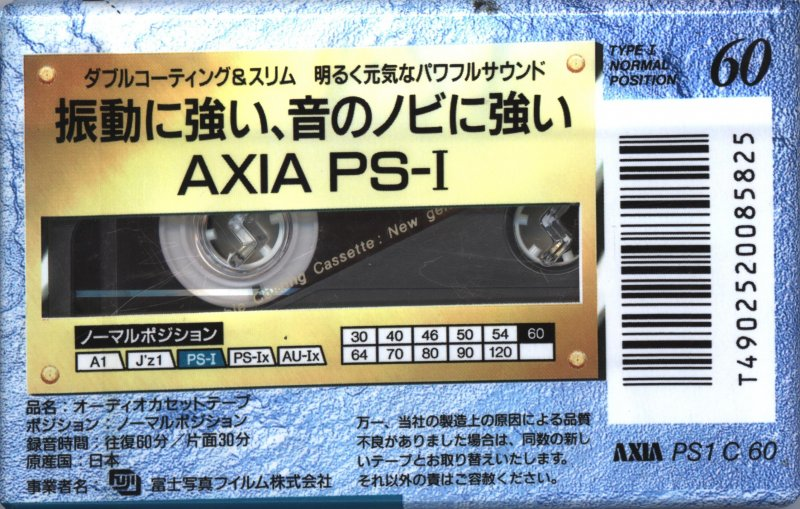 ダブルコーティング&スリム 明るく元気なパワフルサウンド
振動に強い、音のノビに強い
AXIA PS-I
Coating Cassette: New
ノーマルポジション
A1 J'z1 PS-I PS-Ix AU-Ix
30 40 46 50 54 60
64 70 80 90 120
TYPE I
NORMAL
POSITION
60
T4902520085825
AXIA PS1 C 60
品名:オーディオカセットテープ
ポジション:ノーマルポジション
録音時間:往復60分/片面30分
原産国:日本
事業者名: FUJI 富士写真フイルム株式会社
万一、当社の製造上の原因による品質
不良がありました場合は、同数の新し
いテープとお取り替えいたします。
それ以外の責はご容赦ください。